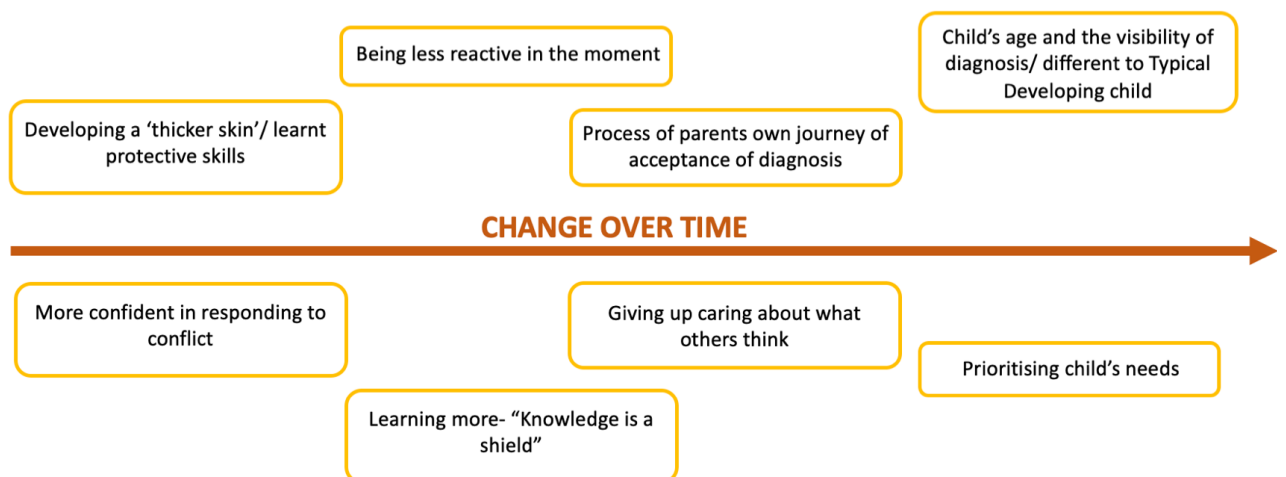 Being less reactive in the moment
Child's age and the visibility of
diagnosis/ different to Typical
Developing child
Developing a ‘thicker skin’/ learnt
protective skills
Process of parents own journey of
acceptance of diagnosis
CHANGE OVER TIME
More confident in responding to
conflict
Giving up caring about what
others think
Prioritising child's needs
Learning more- “Knowledge is a
shield”